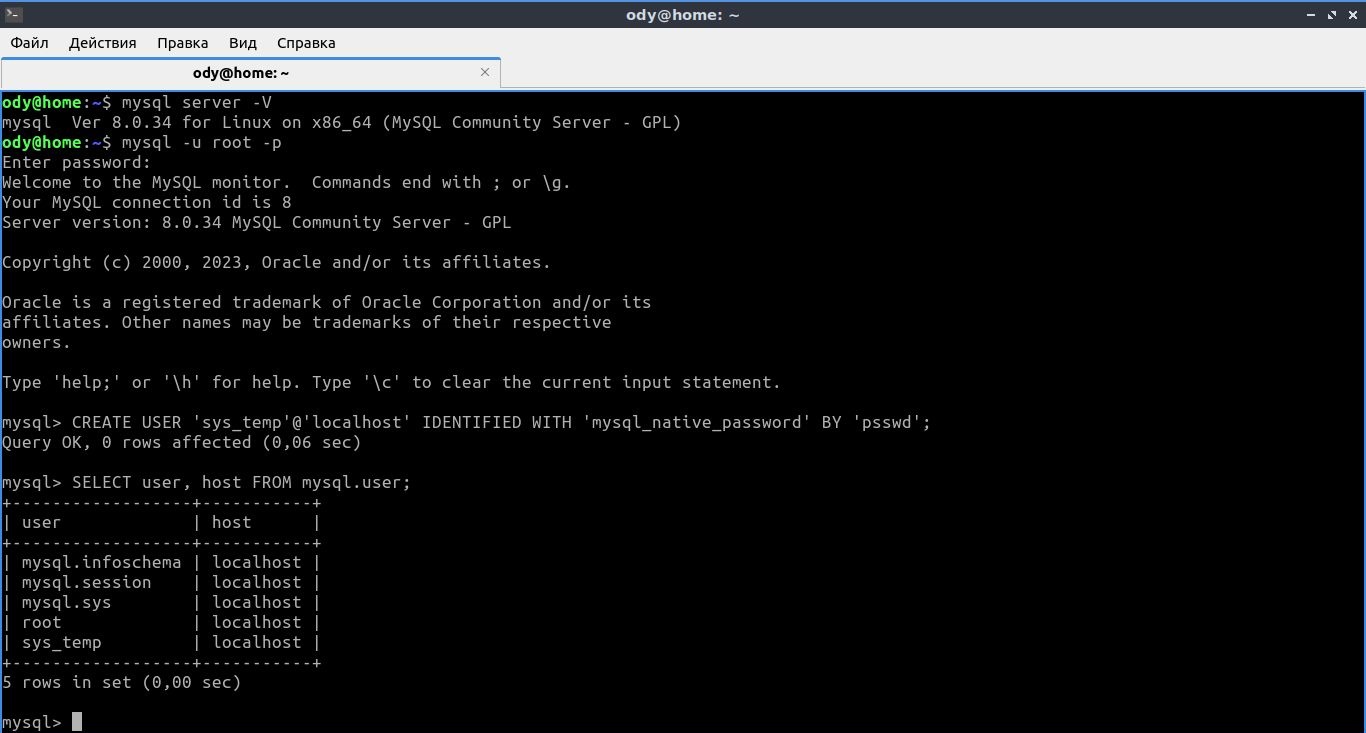 ody@home: ~
Файл Действия Правка Вид Справка
ody@home: ~
ody@home:~$ mysql server -V
mysql  Ver 8.0.34 for Linux on x86_64 (MySQL Community Server - GPL)
ody@home:~$ mysql -u root -p
Enter password:
Welcome to the MySQL monitor.  Commands end with ; or \g.
Your MySQL connection id is 8
Server version: 8.0.34 MySQL Community Server - GPL

Copyright (c) 2000, 2023, Oracle and/or its affiliates.

Oracle is a registered trademark of Oracle Corporation and/or its
affiliates. Other names may be trademarks of their respective
owners.

Type 'help;' or '\h' for help. Type '\c' to clear the current input statement.

mysql> CREATE USER 'sys_temp'@'localhost' IDENTIFIED WITH 'mysql_native_password' BY 'psswd';
Query OK, 0 rows affected (0,06 sec)

mysql> SELECT user, host FROM mysql.user;
+------------------+-----------+
| user             | host      |
+------------------+-----------+
| mysql.infoschema | localhost |
| mysql.session    | localhost |
| mysql.sys        | localhost |
| root             | localhost |
| sys_temp         | localhost |
+------------------+-----------+
5 rows in set (0,00 sec)

mysql>